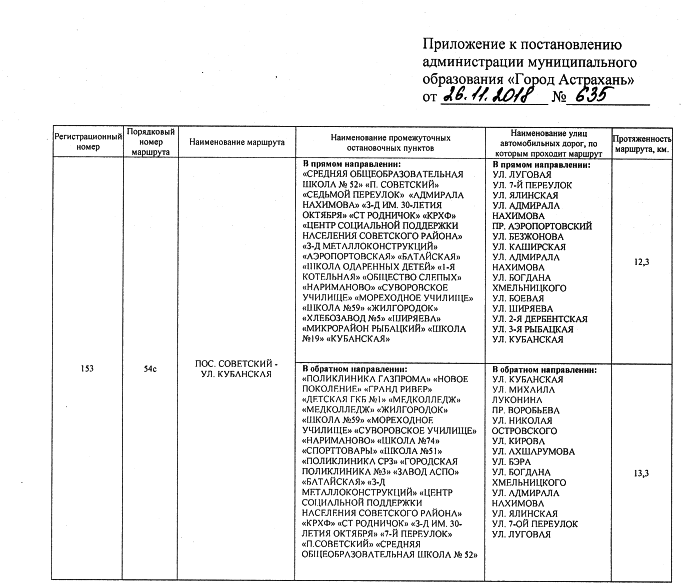 Приложение к постановлению
администрации муниципального
образования «Город Астрахань»
от 26.11.2018 № 635
Регистрационный номер
Порядковый номер маршрута
Наименование маршрута
Наименование промежуточных остановочных пунктов
Наименование улиц автомобильных дорог, по которым проходит маршрут
Протяженность маршрута, км.
153
54с
ПОС. СОВЕТСКИЙ -
УЛ. КУБАНСКАЯ
В прямом направлении:
«СРЕДНЯЯ ОБЩЕОБРАЗОВАТЕЛЬНАЯ
ШКОЛА № 52» «П. СОВЕТСКИЙ»
«СЕДЬМОЙ ПЕРЕУЛОК» «АДМИРАЛА
НАХИМОВА» «З-Д ИМ. 30-ЛЕТИЯ
ОКТЯБРЯ» «СТ РОДНИЧОК» «КРХФ»
«ЦЕНТР СОЦИАЛЬНОЙ ПОДДЕРЖКИ
НАСЕЛЕНИЯ СОВЕТСКОГО РАЙОНА»
«З-Д МЕТАЛЛОКОНСТРУКЦИЙ»
«АЭРОПОРТОВСКАЯ» «БАТАЙСКАЯ»
«ШКОЛА ОДАРЕННЫХ ДЕТЕЙ» «1-Я
КОТЕЛЬНАЯ» «ОБЩЕСТВО СЛЕПЫХ»
«НАРИМАНОВО» «СУВОРОВСКОЕ
УЧИЛИЩЕ» «МОРЕХОДНОЕ УЧИЛИЩЕ»
«ШКОЛА №59» «ЖИЛГОРОДОК»
«ХЛЕБОЗАВОД №5» «ШИРЯЕВА»
«МИКРОРАЙОН РЫБАЦКИЙ» «ШКОЛА
№19» «КУБАНСКАЯ»
В прямом направлении:
УЛ. ЛУГОВАЯ
УЛ. 7-Й ПЕРЕУЛОК
УЛ. ЯЛИНСКАЯ
УЛ. АДМИРАЛА
НАХИМОВА
ПР. АЭРОПОРТОВСКИЙ
УЛ. БЕЗЖОНОВА
УЛ. КАШИРСКАЯ
УЛ. АДМИРАЛА
НАХИМОВА
УЛ. БОГДАНА
ХМЕЛЬНИЦКОГО
УЛ. БОЕВАЯ
УЛ. ШИРЯЕВА
УЛ. 2-Я ДЕРБЕНТСКАЯ
УЛ. 3-Я РЫБАЦКАЯ
УЛ. КУБАНСКАЯ
12,3
В обратном направлении:
«ПОЛИКЛИНИКА ГАЗПРОМА» «НОВОЕ
ПОКОЛЕНИЕ» «ГРАНД РИВЕР»
«ДЕТСКАЯ ГКБ №1» «МЕДКОЛЛЕДЖ»
«МЕДКОЛЛЕДЖ» «ЖИЛГОРОДОК»
«ШКОЛА №59» «МОРЕХОДНОЕ
УЧИЛИЩЕ» «СУВОРОВСКОЕ УЧИЛИЩЕ»
«НАРИМАНОВО» «ШКОЛА №74»
«СПОРТТОВАРЫ» «ШКОЛА №51»
«ПОЛИКЛИНИКА СРЗ» «ГОРОДСКАЯ
ПОЛИКЛИНИКА №3» «ЗАВОД АСПО»
«БАТАЙСКАЯ» «З-Д
МЕТАЛЛОКОНСТРУКЦИЙ» «ЦЕНТР
СОЦИАЛЬНОЙ ПОДДЕРЖКИ
НАСЕЛЕНИЯ СОВЕТСКОГО РАЙОНА»
«КРХФ» «СТ РОДНИЧОК» «З-Д ИМ. 30-
ЛЕТИЯ ОКТЯБРЯ» «7-Й ПЕРЕУЛОК»
«П.СОВЕТСКИЙ» «СРЕДНЯЯ
ОБЩЕОБРАЗОВАТЕЛЬНАЯ ШКОЛА № 52»
В обратном направлении:
УЛ. КУБАНСКАЯ
УЛ. МИХАИЛА
ЛУКОНИНА
ПР. ВОРОБЬЕВА
УЛ. НИКОЛАЯ
ОСТРОВСКОГО
УЛ. КИРОВА
УЛ. АХШАРУМОВА
УЛ. БЭРА
УЛ. БОГДАНА
ХМЕЛЬНИЦКОГО
УЛ. АДМИРАЛА
НАХИМОВА
УЛ. ЯЛИНСКАЯ
УЛ. 7-ОЙ ПЕРЕУЛОК
УЛ. ЛУГОВАЯ
13,3